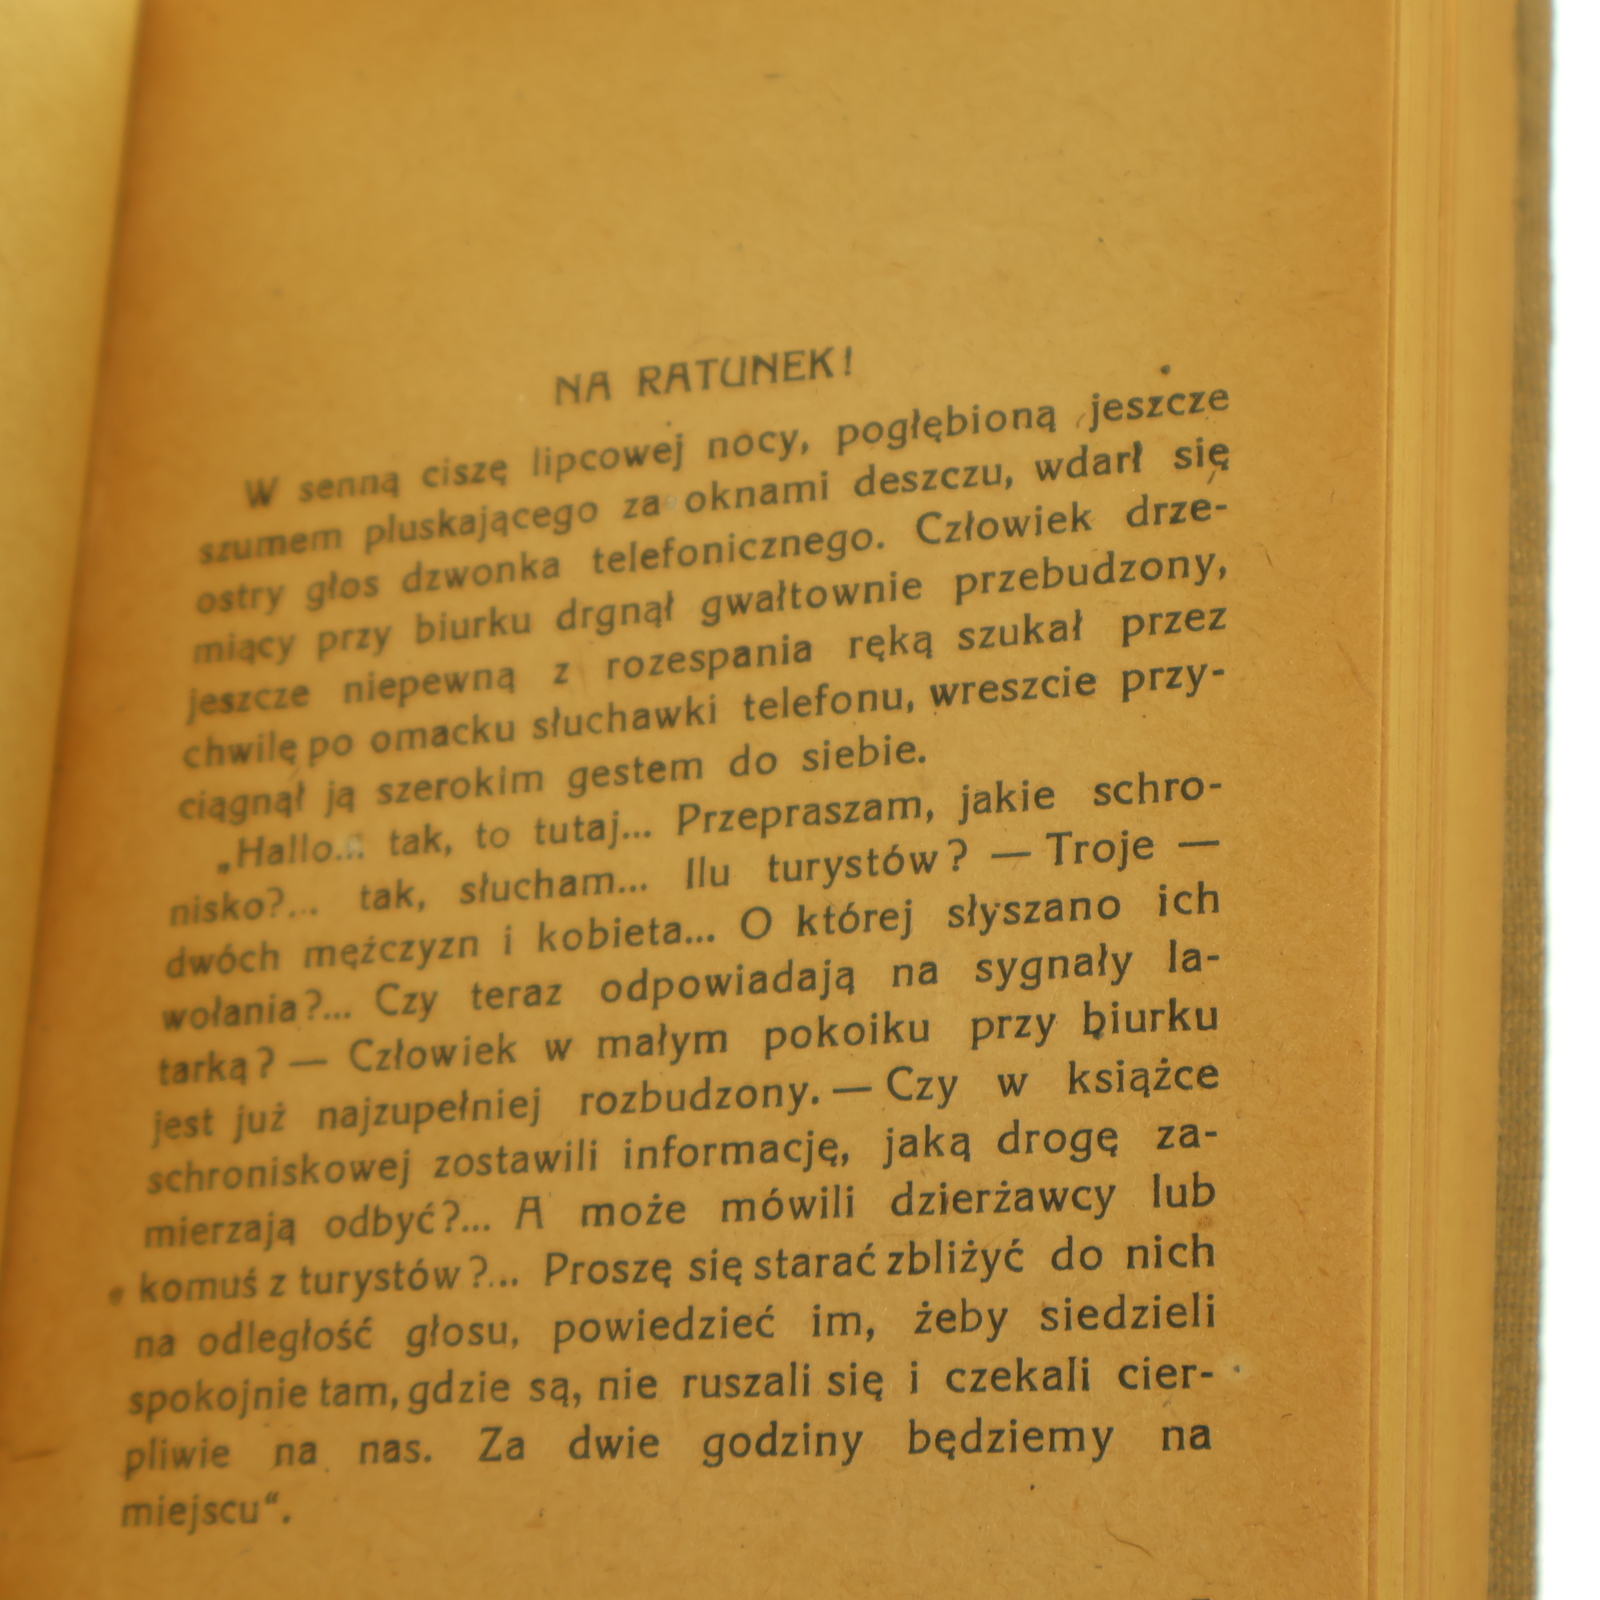 NA RATUNEK!
W senną ciszę lipcowej nocy, pogłębioną jeszcze
szumem pluskającego za oknami deszczu, wdarł się
ostry głos dzwonka telefonicznego. Człowiek drze-
miący przy biurku drgnął gwałtownie przebudzony,
jeszcze niepewną z rozespania ręką szukał przez
chwilę po omacku słuchawki telefonu, wreszcie przy-
ciągnął ją szerokim gestem do siebie.
„Hallo... tak, to tutaj... Przepraszam, jakie schro-
nisko?... tak, słucham... Ilu turystów? — Troje —
dwóch mężczyzn i kobieta... O której słyszano ich
wołania?... Czy teraz odpowiadają na sygnały la-
tarką? — Człowiek w małym pokoiku przy biurku
jest już najzupełniej rozbudzony. — Czy w książce
schroniskowej zostawili informację, jaką drogę za-
mierzają odbyć?... A może mówili dzierżawcy lub
komuś z turystów?... Proszę się starać zbliżyć do nich
na odległość głosu, powiedzieć im, żeby siedzieli
spokojnie tam, gdzie są, nie ruszali się i czekali cier-
pliwie na nas. Za dwie godziny będziemy na
miejscu“.